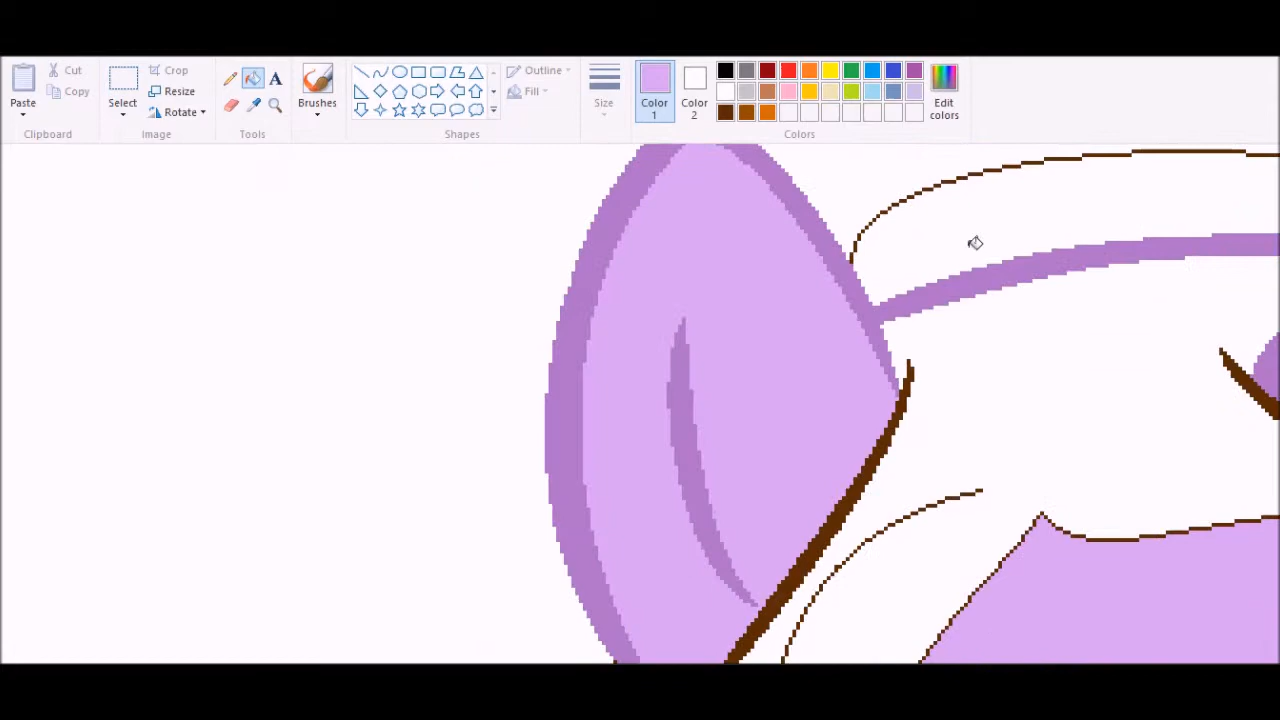 Paste
Cut
Copy
Clipboard
Select
Crop
Resize
Rotate
Image
A
Tools
Brushes
Shapes
Outline
Fill
Size
Color
1
Color
2
Edit
colors
Colors